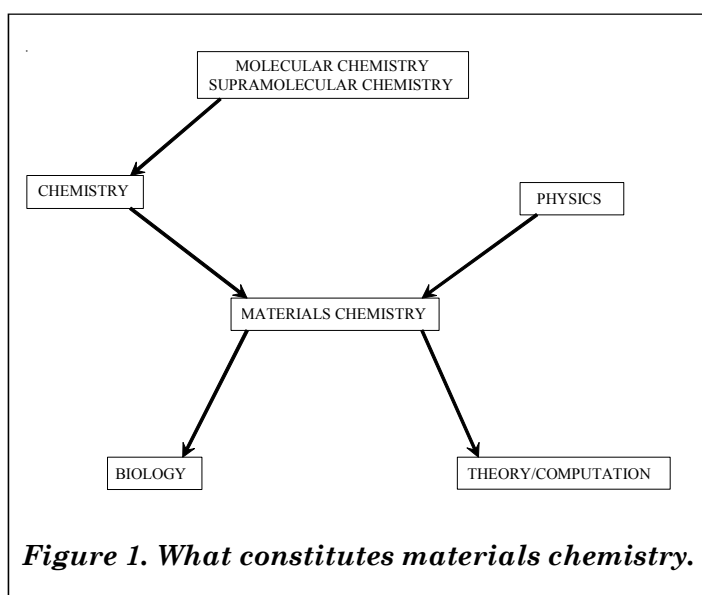 MOLECULAR CHEMISTRY
SUPRAMOLECULAR CHEMISTRY
CHEMISTRY
PHYSICS
MATERIALS CHEMISTRY
BIOLOGY
THEORY/COMPUTATION
Figure 1. What constitutes materials chemistry.